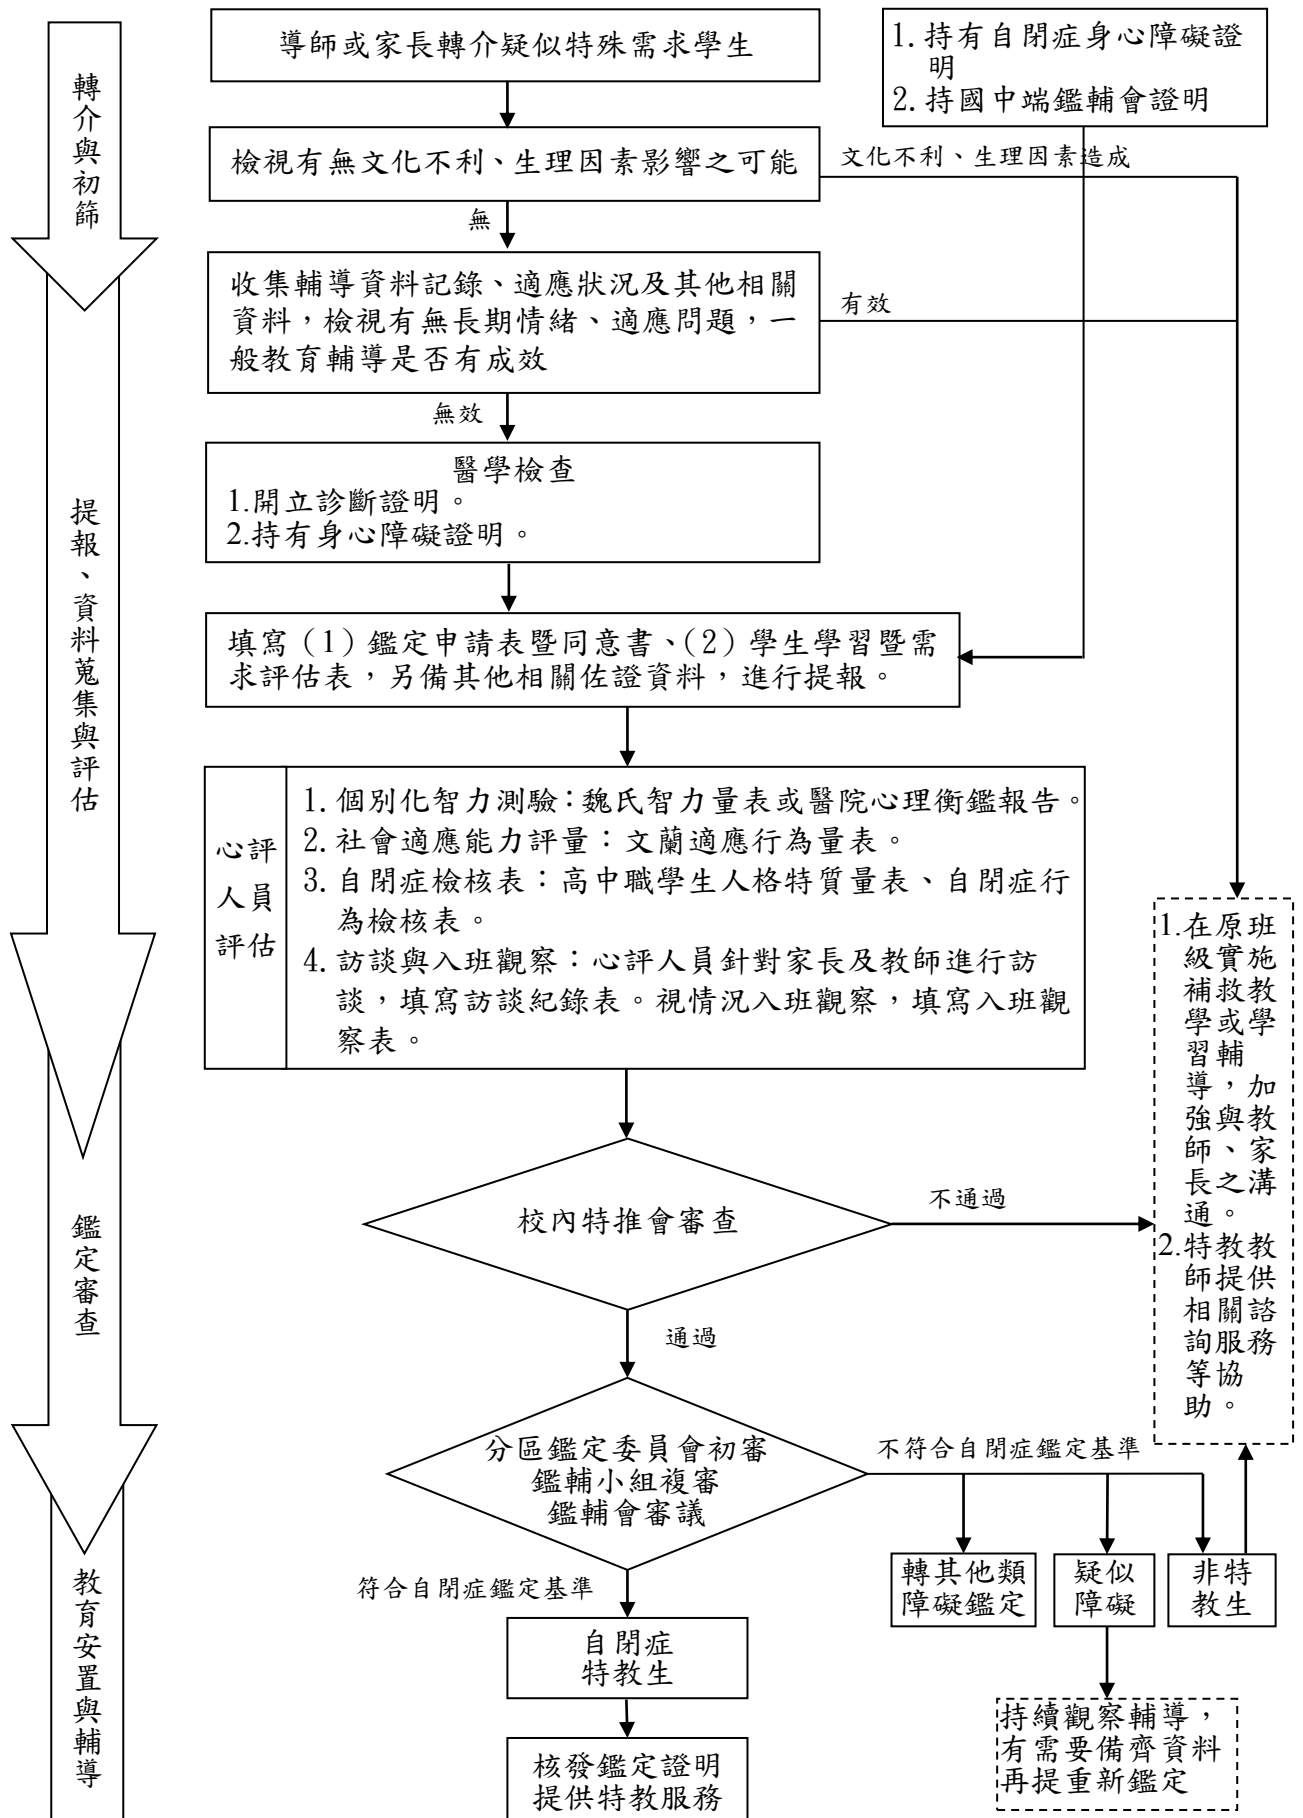 導師或家長轉介疑似特殊需求學生
1. 持有自閉症身心障礙證
明
2. 持國中端鑑輔會證明
轉介與初篩
檢視有無文化不利、生理因素影響之可能
文化不利、生理因素造成
無
收集輔導資料記錄、適應狀況及其他相關
資料，檢視有無長期情緒、適應問題，一
般教育輔導是否有成效
有效
無效
醫學檢查
1.開立診斷證明。
2.持有身心障礙證明。
提報、資料蒐集與評估
填寫（1）鑑定申請表暨同意書、（2）學生學習暨需
求評估表，另備其他相關佐證資料，進行提報。
心評
人員
評估
1. 個別化智力測驗：魏氏智力量表或醫院心理衡鑑報告。
2. 社會適應能力評量：文蘭適應行為量表。
3. 自閉症檢核表：高中職學生人格特質量表、自閉症行
為檢核表。
4. 訪談與入班觀察：心評人員針對家長及教師進行訪
談，填寫訪談紀錄表。視情況入班觀察，填寫入班觀
察表。
1.在原班
級實施
補救教
學或學
習輔
導，加
強與教
師、家
長之溝
通。
2.特教教
師提供
相關諮
詢服務
等協
助。
鑑定審查
校內特推會審查
不通過
通過
分區鑑定委員會初審
鑑輔小組複審
鑑輔會審議
不符合自閉症鑑定基準
符合自閉症鑑定基準
轉其他類
障礙鑑定
疑似
障礙
非特
教生
教育安置與輔導
自閉症
特教生
持續觀察輔導，
有需要備齊資料
再提重新鑑定
核發鑑定證明
提供特教服務